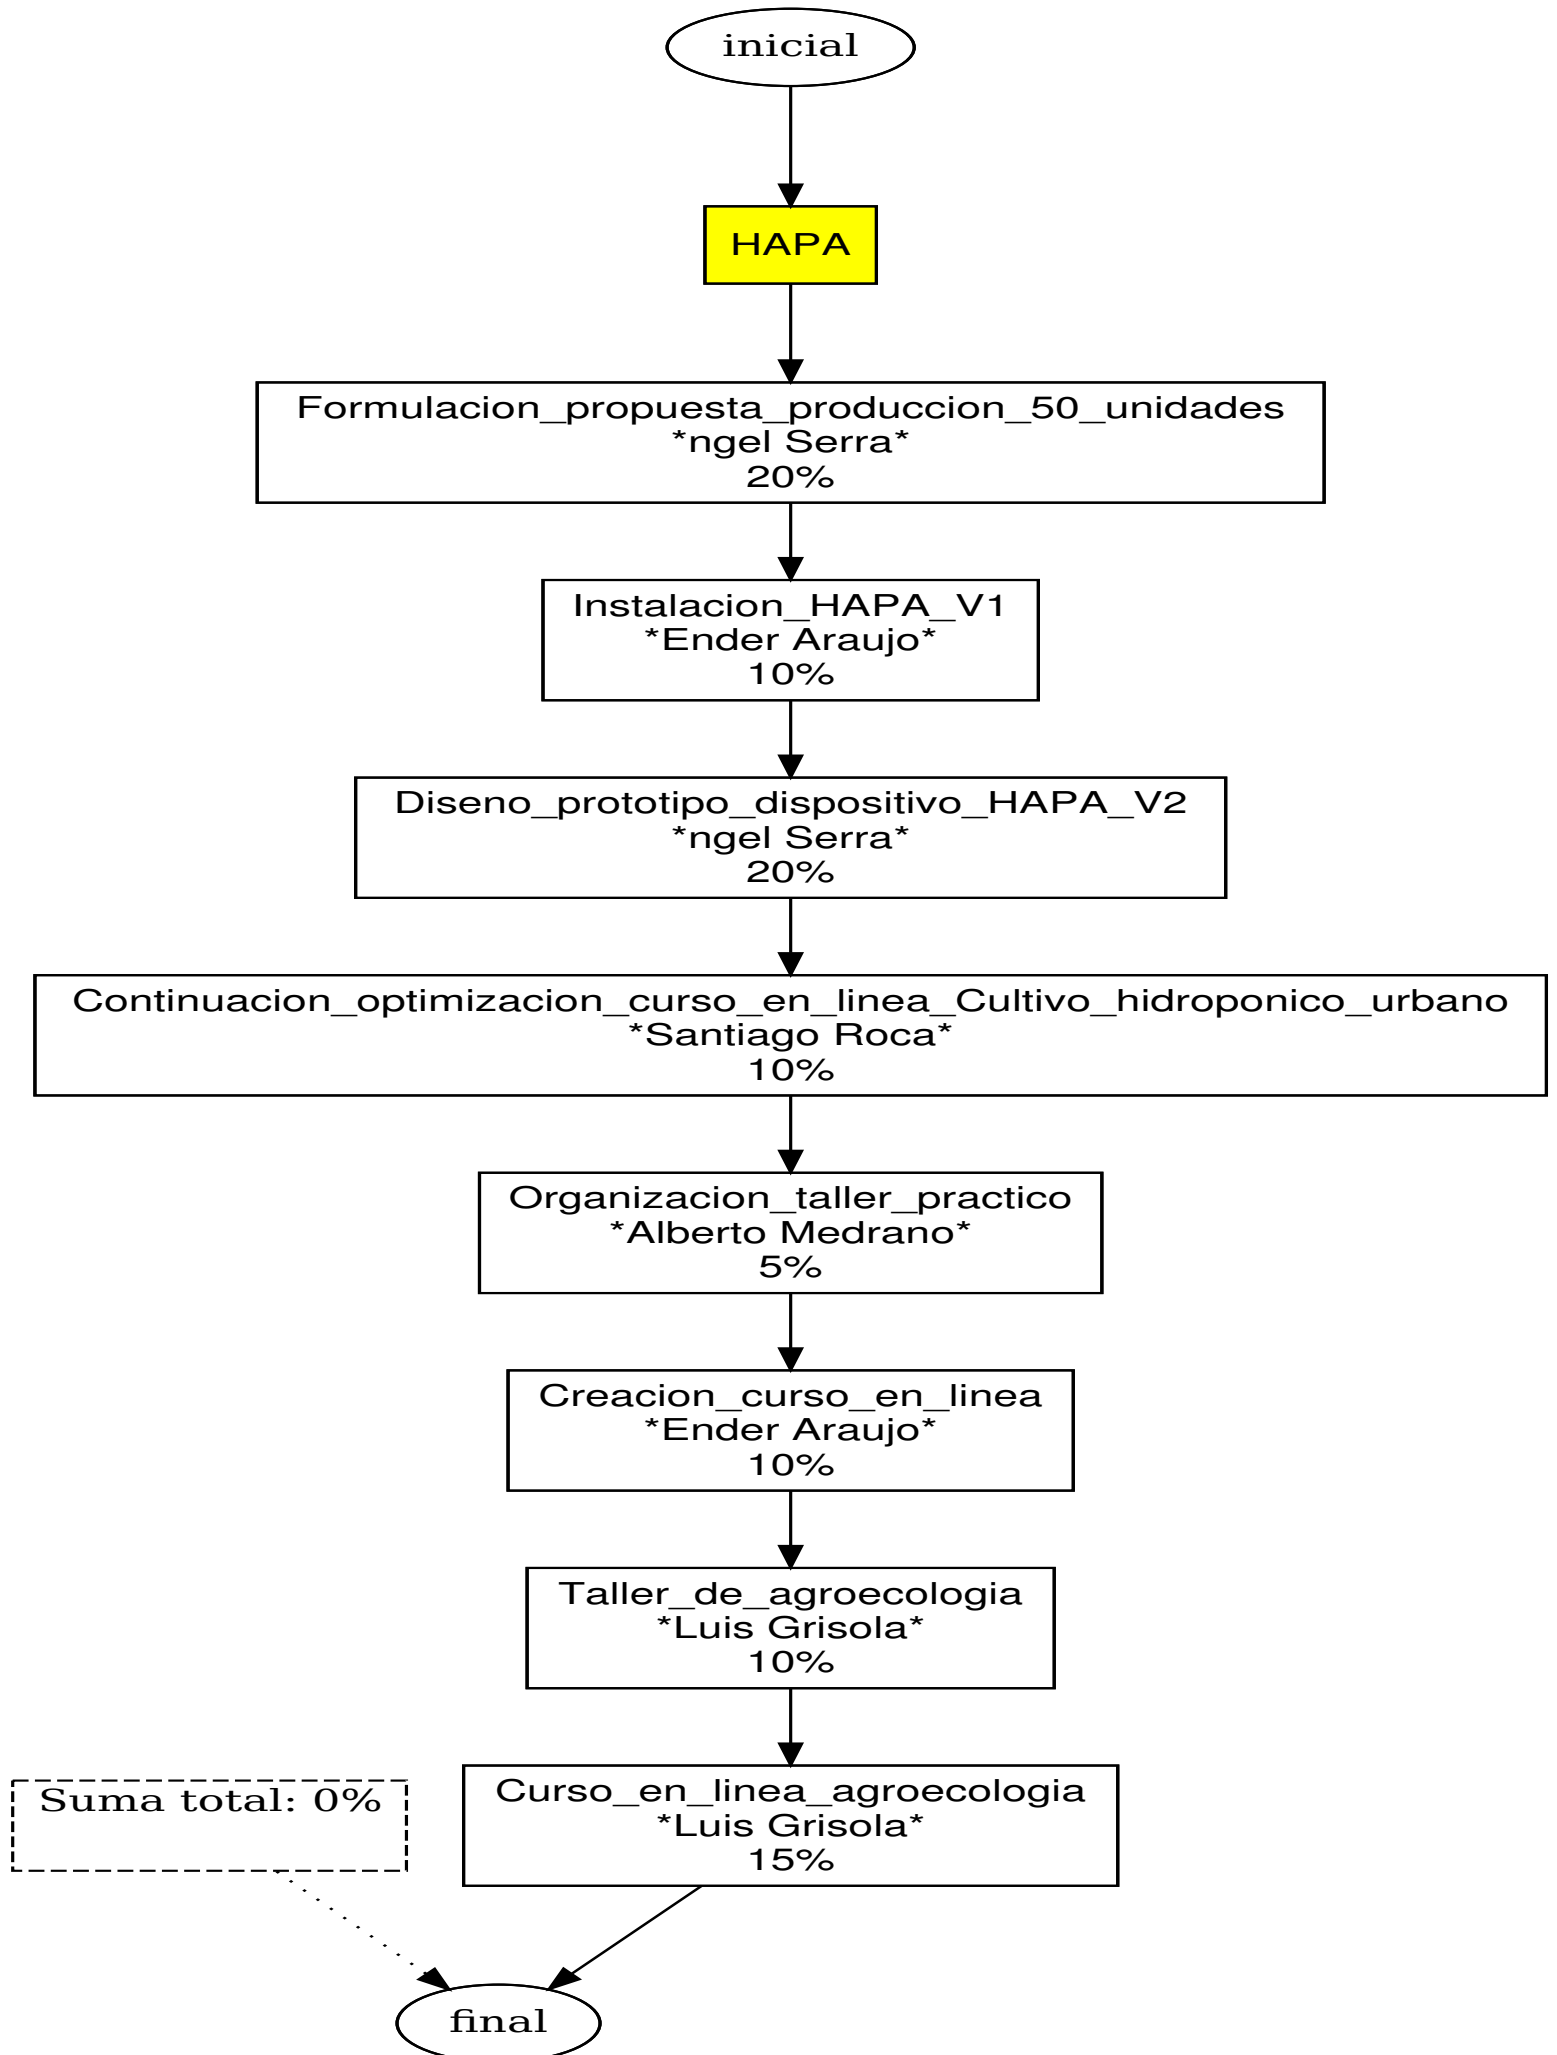 inicial
HAPA
Formulacion_propuesta_produccion_50_unidades
*ngel Serra*
20%
Instalacion_HAPA_V1
*Ender Araujo*
10%
Diseno_prototipo_dispositivo_HAPA_V2
*ngel Serra*
20%
Continuacion_optimizacion_curso_en_linea_Cultivo_hidroponico_urbano
*Santiago Roca*
10%
Organizacion_taller_practico
*Alberto Medrano*
5%
Creacion_curso_en_linea
*Ender Araujo*
10%
Taller_de_agroecologia
*Luis Grisola*
10%
Suma total: 0%
Curso_en_linea_agroecologia
*Luis Grisola*
15%
final